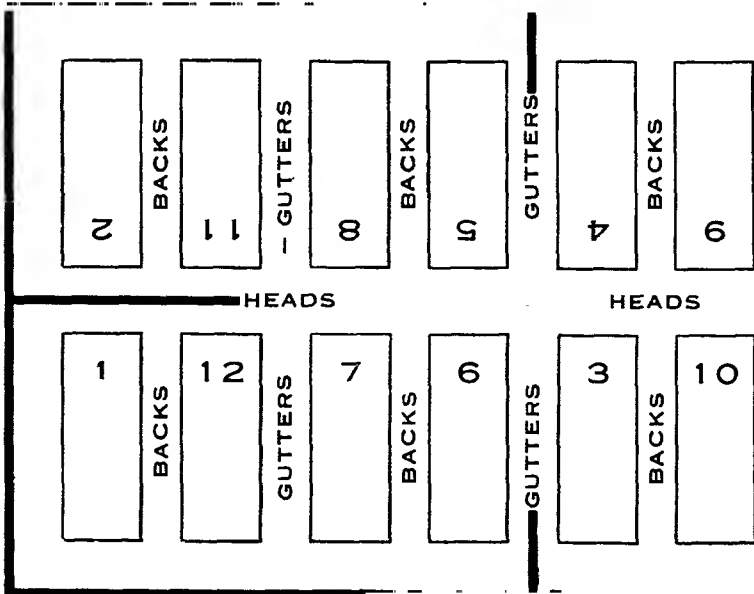 BACKS
— GUTTERS
BACKS
GUTTERS
BACKS
2 11 8 5 4 9
HEADS HEADS
1 12 7 6 3 10
BACKS
GUTTERS
BACKS
GUTTERS
BACKS